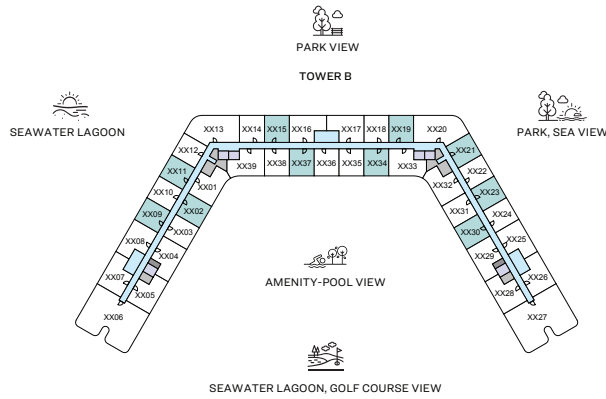 PARK VIEW
TOWER B
SEAWATER LAGOON
PARK, SEA VIEW
XX13
XX14
XX15
XX16
XX17
XX18
XX19
XX20
XX12
XX11
XX10
XX09
XX08
XX07
XX06
XX01
XX02
XX03
XX04
XX05
XX39
XX38
XX37
XX36
XX35
XX34
XX33
XX32
XX31
XX30
XX29
XX28
XX21
XX22
XX23
XX24
XX25
XX26
XX27
AMENITY-POOL VIEW
SEAWATER LAGOON, GOLF COURSE VIEW